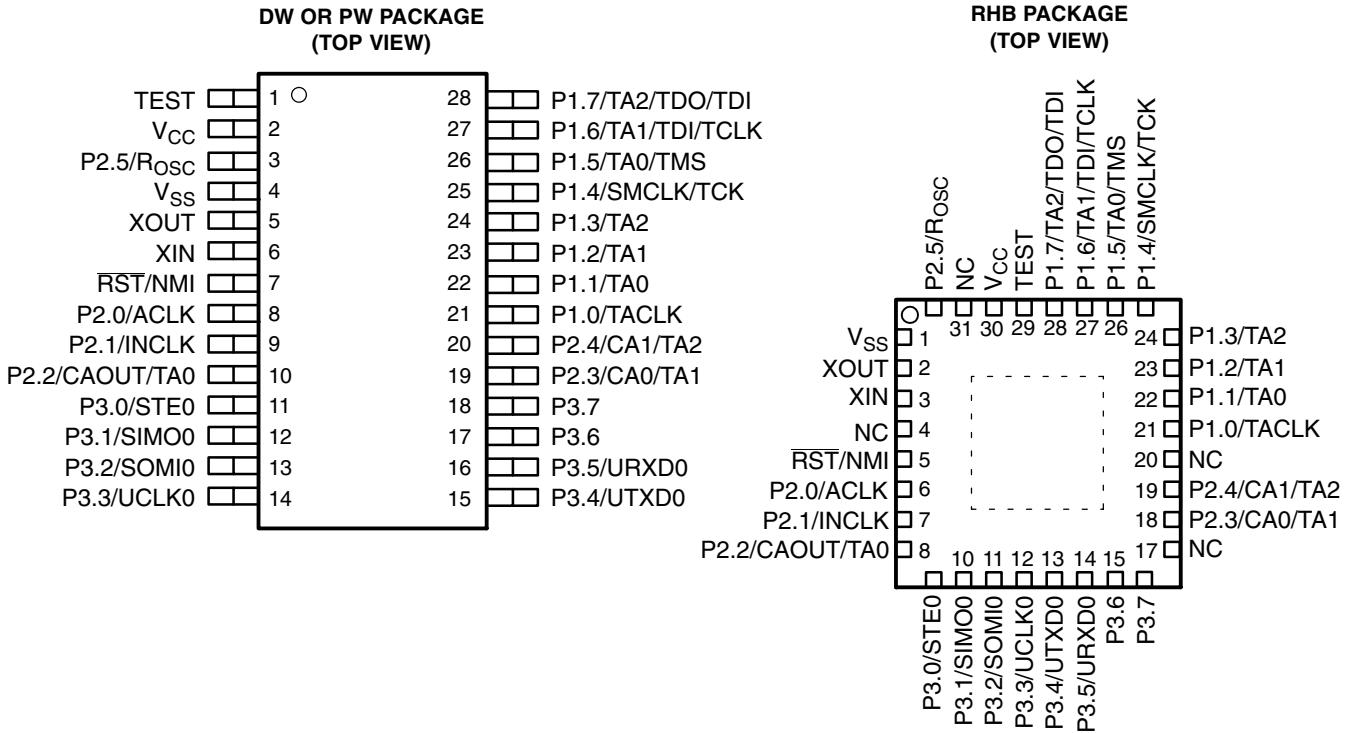 DW OR PW PACKAGE
(TOP VIEW)
TEST 1 28 P1.7/TA2/TDO/TDI
VCC 2 27 P1.6/TA1/TDI/TCLK
P2.5/ROSC 3 26 P1.5/TA0/TMS
VSS 4 25 P1.4/SMCLK/TCK
XOUT 5 24 P1.3/TA2
XIN 6 23 P1.2/TA1
RST/NMI 7 22 P1.1/TA0
P2.0/ACLK 8 21 P1.0/TACLK
P2.1/INCLK 9 20 P2.4/CA1/TA2
P2.2/CAOUT/TA0 10 19 P2.3/CA0/TA1
P3.0/STE0 11 18 P3.7
P3.1/SIMO0 12 17 P3.6
P3.2/SOMI0 13 16 P3.5/URXD0
P3.3/UCLK0 14 15 P3.4/UTXD0
RHB PACKAGE
(TOP VIEW)
P2.5/ROSC
NC
VCC
TEST
P1.7/TA2/TDO/TDI
P1.6/TA1/TDI/TCLK
P1.5/TA0/TMS
P1.4/SMCLK/TCK
31 30 29 28 27 26
VSS 1 24 P1.3/TA2
XOUT 2 23 P1.2/TA1
XIN 3 22 P1.1/TA0
NC 4 21 P1.0/TACLK
RST/NMI 5 20 NC
P2.0/ACLK 6 19 P2.4/CA1/TA2
P2.1/INCLK 7 18 P2.3/CA0/TA1
P2.2/CAOUT/TA0 8 17 NC
10 11 12 13 14 15
P3.0/STE0
P3.1/SIMO0
P3.2/SOMI0
P3.3/UCLK0
P3.4/UTXD0
P3.5/URXD0
P3.6
P3.7